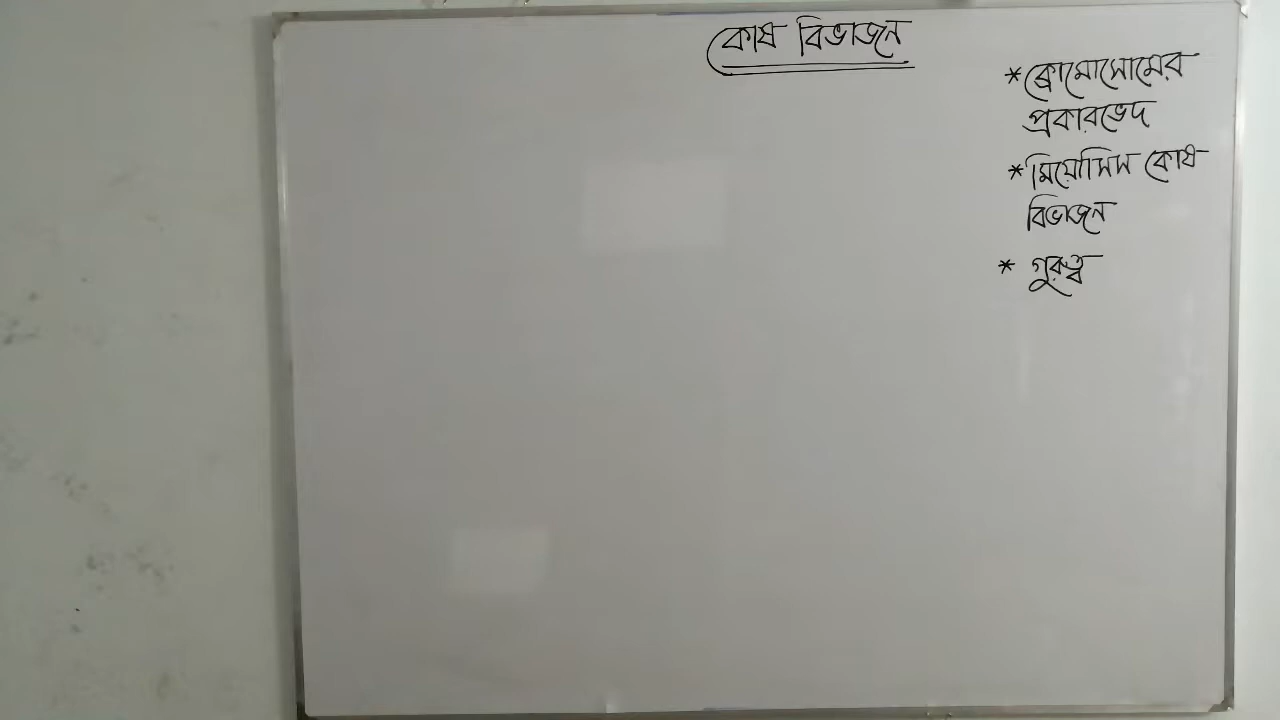 কোষ বিভাজন
* ক্রোমোসোমের
প্রকারভেদ
* মিয়োসিস কোষ
বিভাজন
* গুরুত্ব